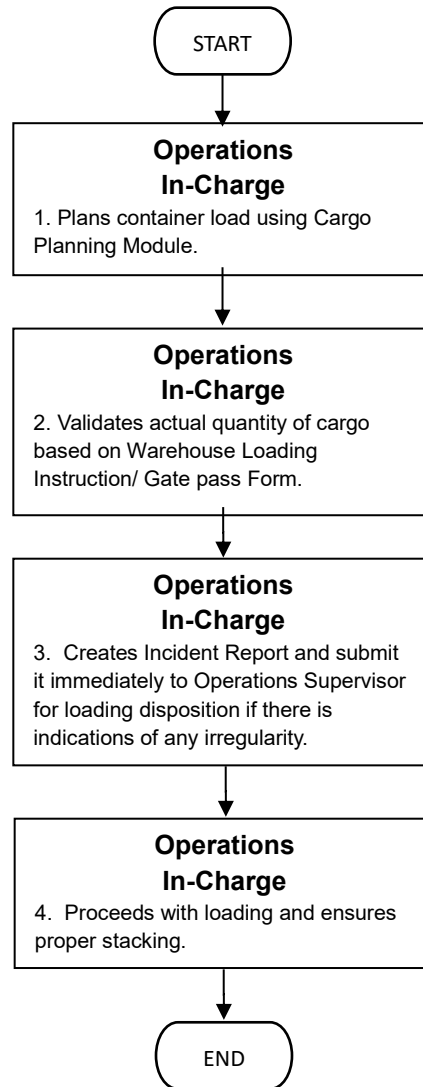 START
Operations
In-Charge
1. Plans container load using Cargo
Planning Module.
Operations
In-Charge
2. Validates actual quantity of cargo
based on Warehouse Loading
Instruction/ Gate pass Form.
Operations
In-Charge
3. Creates Incident Report and submit
it immediately to Operations Supervisor
for loading disposition if there is
indications of any irregularity.
Operations
In-Charge
4. Proceeds with loading and ensures
proper stacking.
END